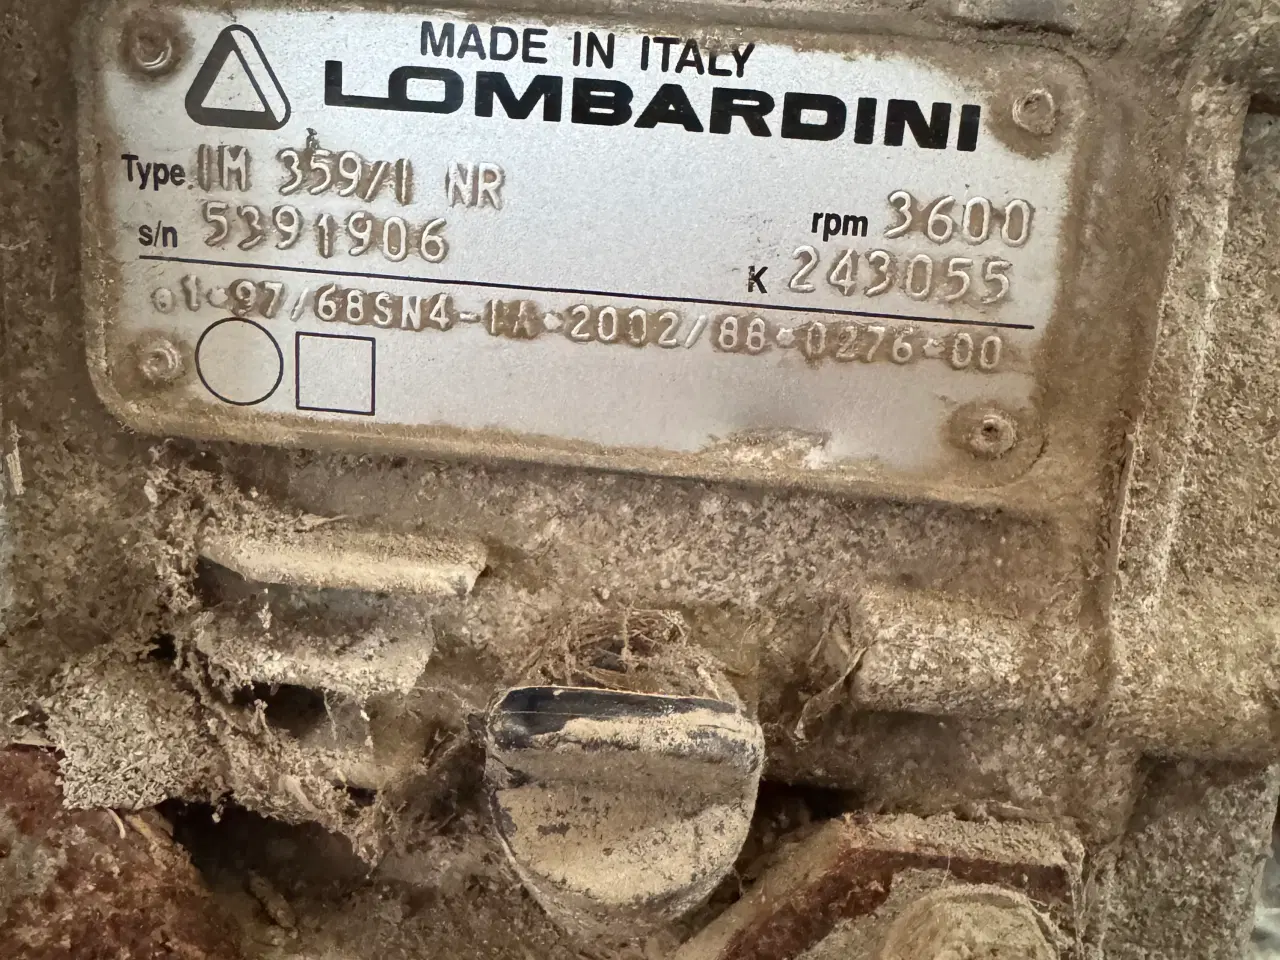 MADE IN ITALY
LOMBARDINI
Type. IM 359/1 NR
s/n 5391906
rpm 3600
K 243055
e1*97/68SN4-IA*2002/88*0276*00